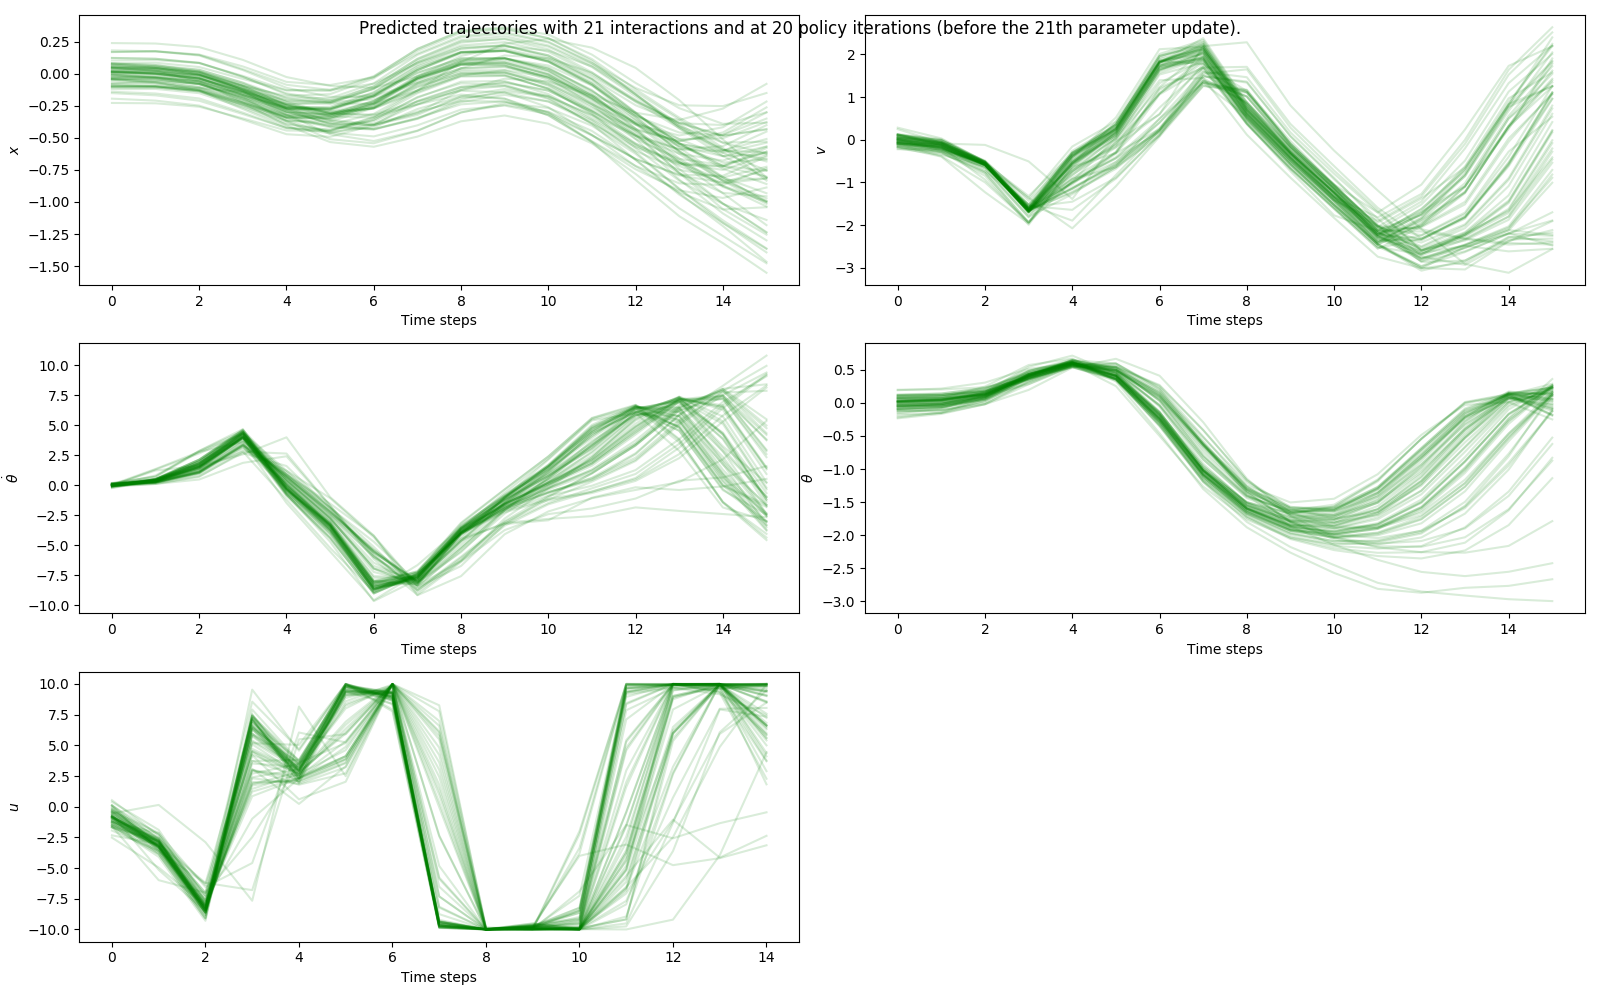 Predicted trajectories with 21 interactions and at 20 policy iterations (before the 21th parameter update).
0.25
0.00
−0.25
−0.50
−0.75
−1.00
−1.25
−1.50
x
0 2 4 6 8 10 12 14
Time steps
2
1
0
−1
−2
−3
v
0 2 4 6 8 10 12 14
Time steps
10.0
7.5
5.0
2.5
0.0
−2.5
−5.0
−7.5
−10.0
θ̇
0 2 4 6 8 10 12 14
Time steps
0.5
0.0
−0.5
−1.0
−1.5
−2.0
−2.5
−3.0
θ
0 2 4 6 8 10 12 14
Time steps
10.0
7.5
5.0
2.5
0.0
−2.5
−5.0
−7.5
−10.0
u
0 2 4 6 8 10 12 14
Time steps